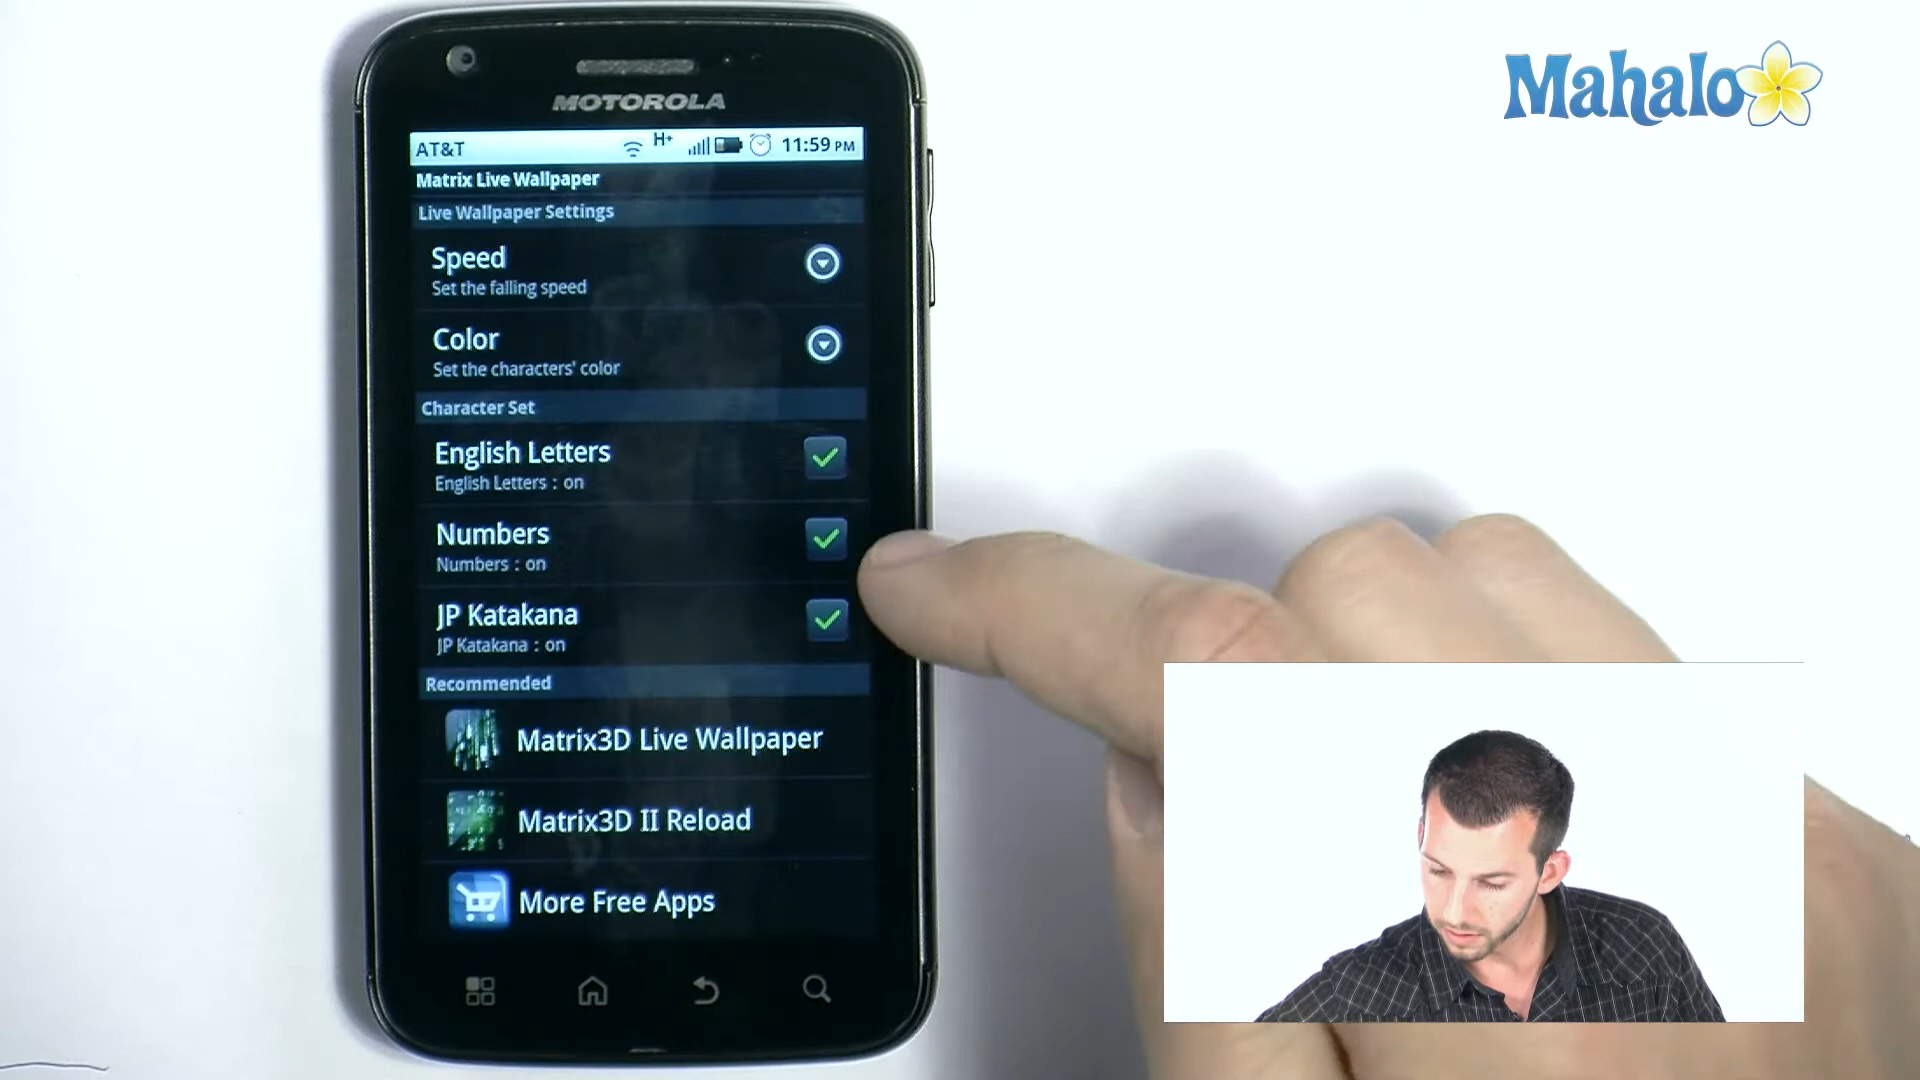 Mahalo
MOTOROLA
AT&T H+ 11:59 PM
Matrix Live Wallpaper
Live Wallpaper Settings
Speed
Set the falling speed
Color
Set the characters' color
Character Set
English Letters
English Letters : on
Numbers
Numbers : on
JP Katakana
JP Katakana : on
Recommended
Matrix3D Live Wallpaper
Matrix3D II Reload
More Free Apps